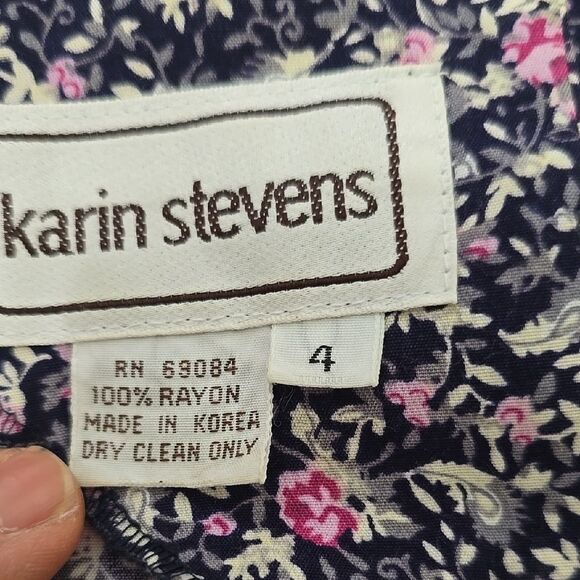 karin stevens
4
RN 69084
100% RAYON
MADE IN KOREA
DRY CLEAN ONLY